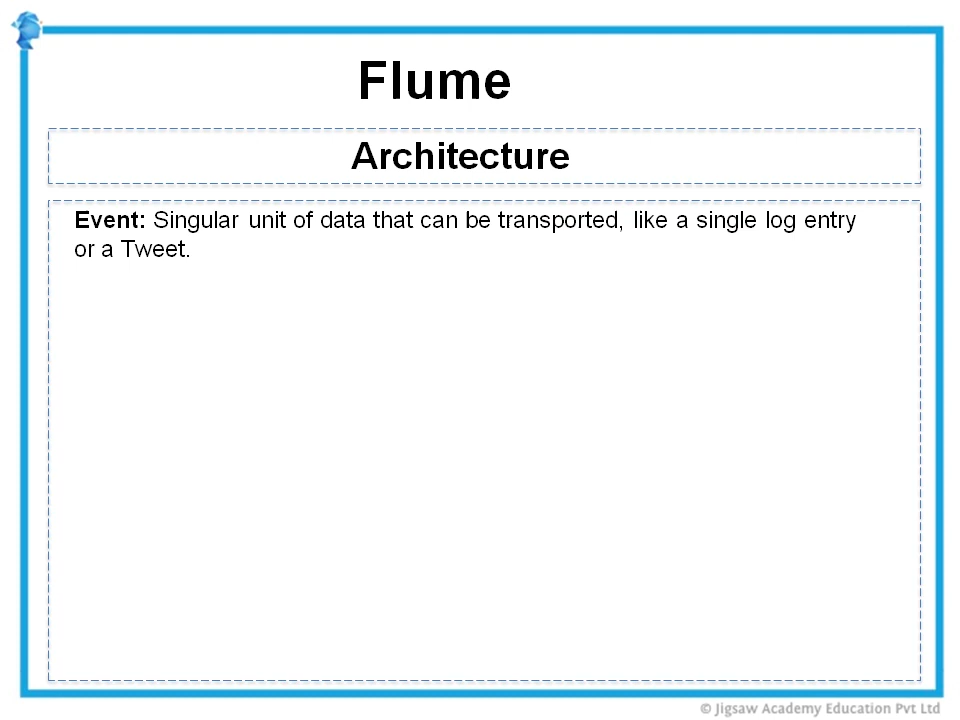 Flume
Architecture
Event: Singular unit of data that can be transported, like a single log entry
or a Tweet.
© Jigsaw Academy Education Pvt Ltd